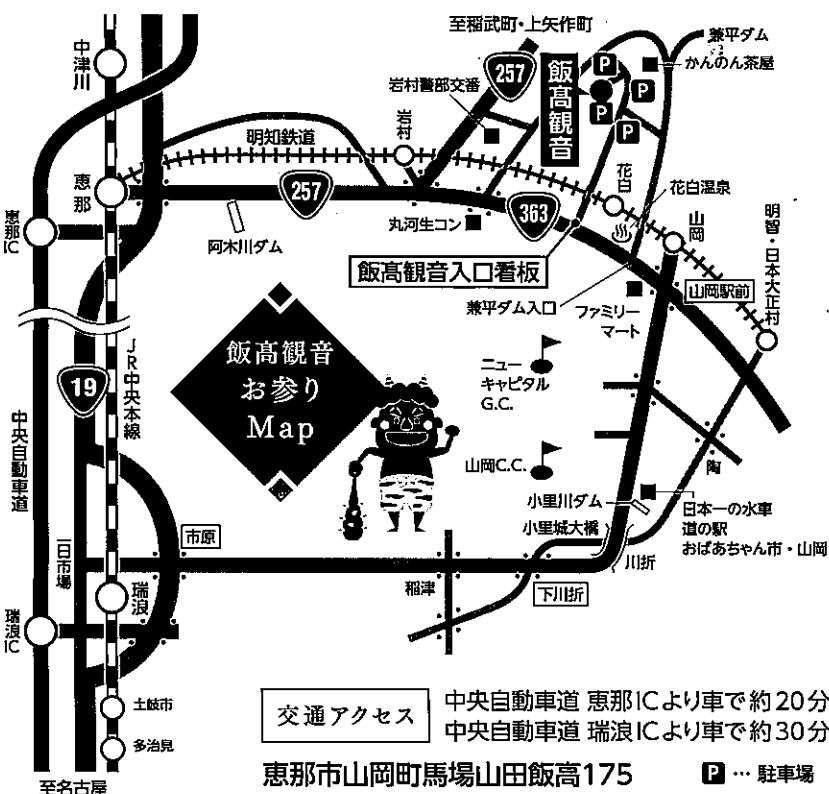 至稲武町・上矢作町
兼平ダム
かんのん茶屋
中津川
257
飯髙観音
P
P
P
P
岩村警部交番
明知鉄道
岩村
恵那
257
363
花白
花白温泉
山岡
明智・日本大正村
恵那IC
阿木川ダム
丸河生コン
飯髙観音入口看板
山岡駅前
兼平ダム入口
ファミリー
マート
飯髙観音
お参り
Map
ニュー
キャピタル
G.C.
19
JR中央本線
中央自動車道
山岡C.C.
陶
小里川ダム
日本一の水車
道の駅
おばあちゃん市・山岡
市原
小里城大橋
川折
一日市場
稲津
下川折
瑞浪
瑞浪IC
土岐市
多治見
至名古屋
交通アクセス
中央自動車道 恵那ICより車で約20分
中央自動車道 瑞浪ICより車で約30分
恵那市山岡町馬場山田飯高175
P … 駐車場